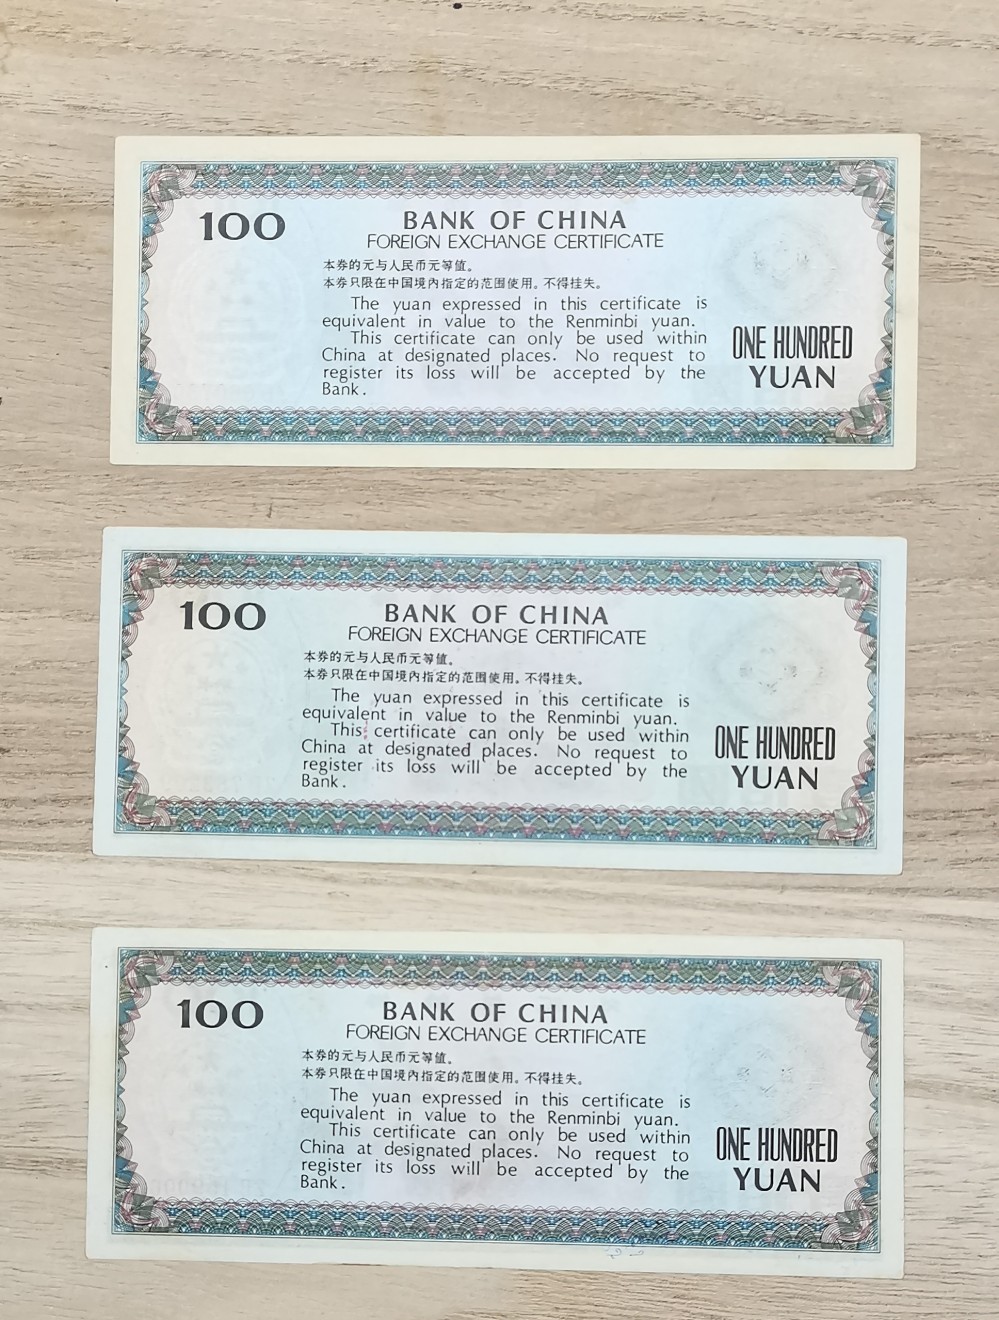 100
BANK OF CHINA
FOREIGN EXCHANGE CERTIFICATE
本券的元与人民币元等值。
本券只限在中国境内指定的范围使用。不得挂失。
The yuan expressed in this certificate is
equivalent in value to the Renminbi yuan.
This certificate can only be used within
China at designated places. No request to
register its loss will be accepted by the
Bank.
ONE HUNDRED
YUAN
100
BANK OF CHINA
FOREIGN EXCHANGE CERTIFICATE
本券的元与人民币元等值。
本券只限在中国境内指定的范围使用。不得挂失。
The yuan expressed in this certificate is
equivalent in value to the Renminbi yuan.
This certificate can only be used within
China at designated places. No request to
register its loss will be accepted by the
Bank.
ONE HUNDRED
YUAN
100
BANK OF CHINA
FOREIGN EXCHANGE CERTIFICATE
本券的元与人民币元等值。
本券只限在中国境内指定的范围使用。不得挂失。
The yuan expressed in this certificate is
equivalent in value to the Renminbi yuan.
This certificate can only be used within
China at designated places. No request to
register its loss will be accepted by the
Bank.
ONE HUNDRED
YUAN